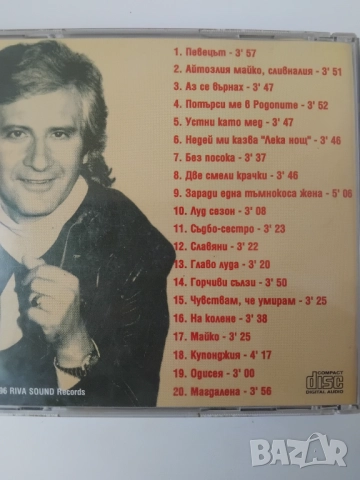 1. Певецът - 3' 57
2. Айтозлия майко, сливналия - 3' 51
3. Аз се върнах - 3' 47
4. Потърси ме в Родопите - 3' 52
5. Устни като мед - 3' 47
6. Недей ми казва "Лека нощ" - 3' 46
7. Без посока - 3' 37
8. Две смели крачки - 3' 46
9. Заради една тъмнокоса жена - 5' 06
10. Луд сезон - 3' 08
11. Съдбо-сестро - 3' 23
12. Славяни - 3' 22
13. Главо луда - 3' 20
14. Горчиви сълзи - 3' 50
15. Чувствам, че умирам - 3' 25
16. На колене - 3' 38
17. Майко - 3' 25
18. Купонджия - 4' 17
19. Одисея - 3' 00
20. Магдалена - 3' 56
96 RIVA SOUND Records
COMPACT
disc
DIGITAL AUDIO
BAZAR